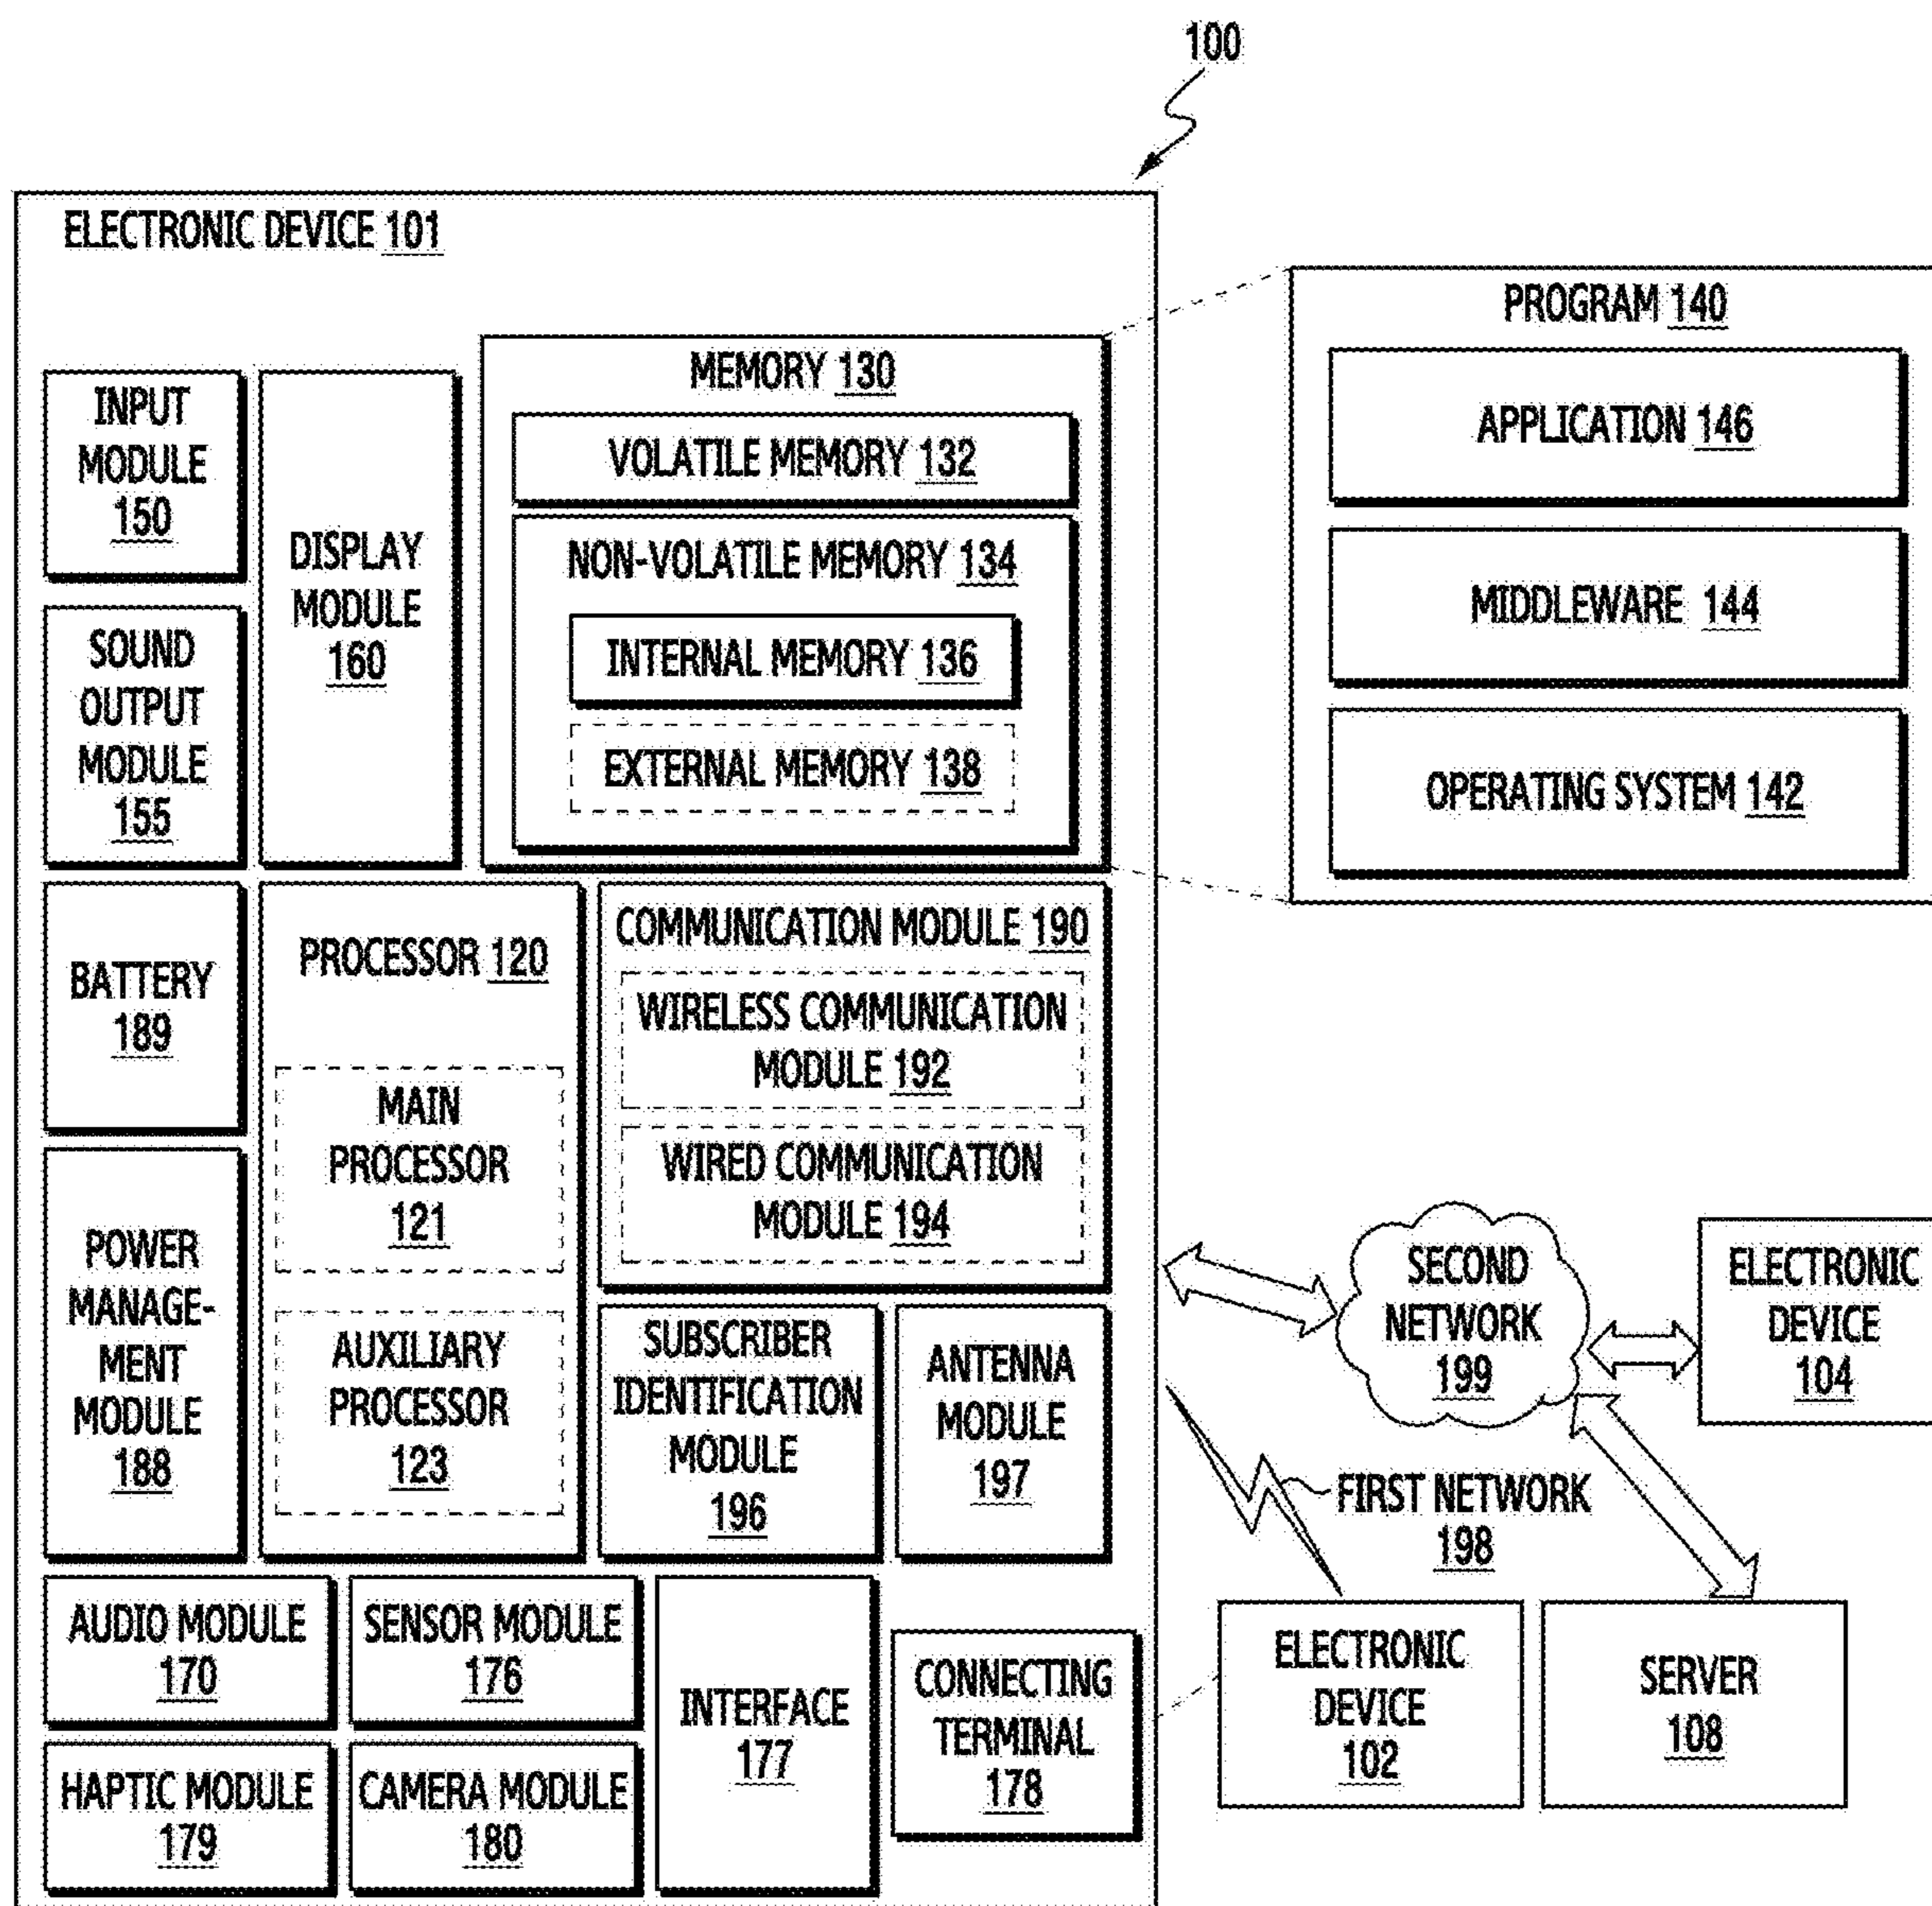 100
ELECTRONIC DEVICE 101
INPUT
MODULE
150
SOUND
OUTPUT
MODULE
155
DISPLAY
MODULE
160
MEMORY 130
VOLATILE MEMORY 132
NON-VOLATILE MEMORY 134
INTERNAL MEMORY 136
EXTERNAL MEMORY 138
PROGRAM 140
APPLICATION 146
MIDDLEWARE 144
OPERATING SYSTEM 142
BATTERY
189
POWER
MANAGE-
MENT
MODULE
188
PROCESSOR 120
MAIN
PROCESSOR
121
AUXILIARY
PROCESSOR
123
COMMUNICATION MODULE 190
WIRELESS COMMUNICATION
MODULE 192
WIRED COMMUNICATION
MODULE 194
SUBSCRIBER
IDENTIFICATION
MODULE
196
ANTENNA
MODULE
197
SECOND
NETWORK
199
ELECTRONIC
DEVICE
104
FIRST NETWORK
198
AUDIO MODULE
170
SENSOR MODULE
176
INTERFACE
177
CONNECTING
TERMINAL
178
HAPTIC MODULE
179
CAMERA MODULE
180
ELECTRONIC
DEVICE
102
SERVER
108